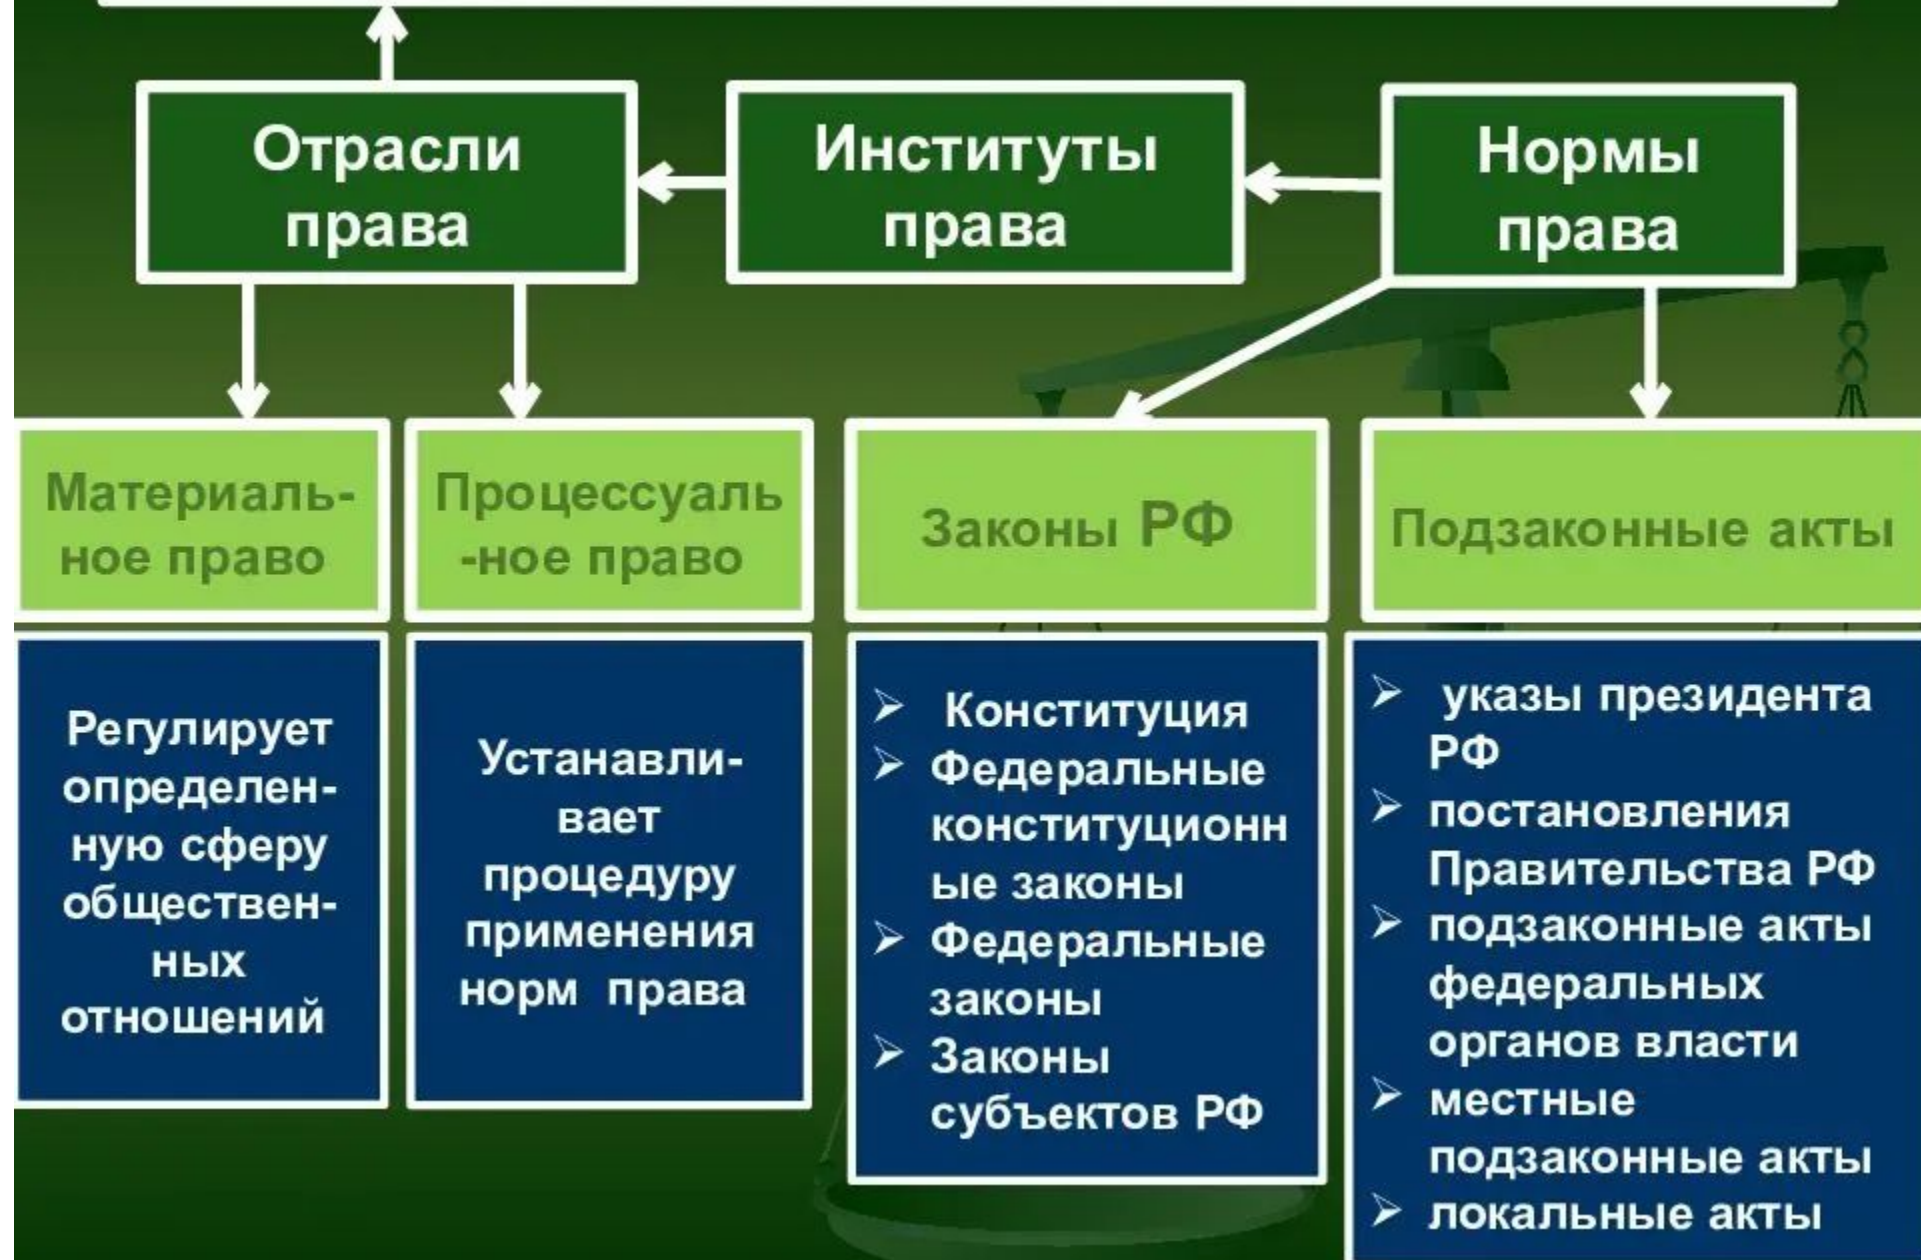 Отрасли
права
Институты
права
Нормы
права
Материаль-
ное право
Процессуаль
-ное право
Законы РФ
Подзаконные акты
Регулирует
определен-
ную сферу
обществен-
ных
отношений
Устанавли-
вает
процедуру
применения
норм права
Конституция
Федеральные
конституционн
ые законы
Федеральные
законы
Законы
субъектов РФ
указы президента
РФ
постановления
Правительства РФ
подзаконные акты
федеральных
органов власти
местные
подзаконные акты
локальные акты